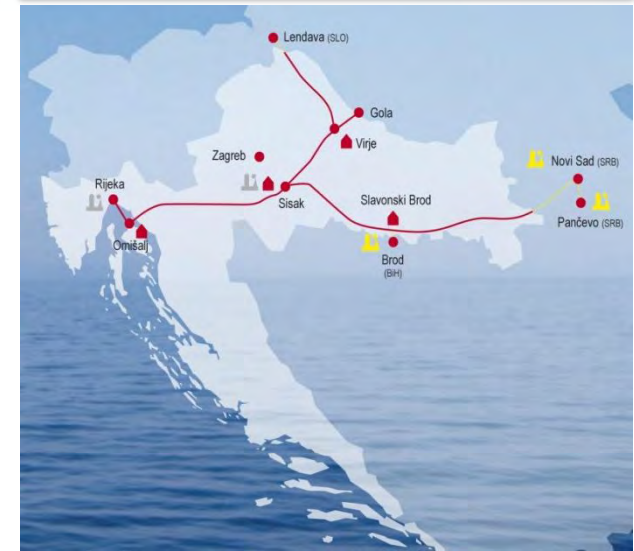 Lendava (SLO)
Gola
Virje
Zagreb
Novi Sad (SRB)
Rijeka
Sisak
Slavonski Brod
Pančevo (SRB)
Omišalj
Brod
(BiH)